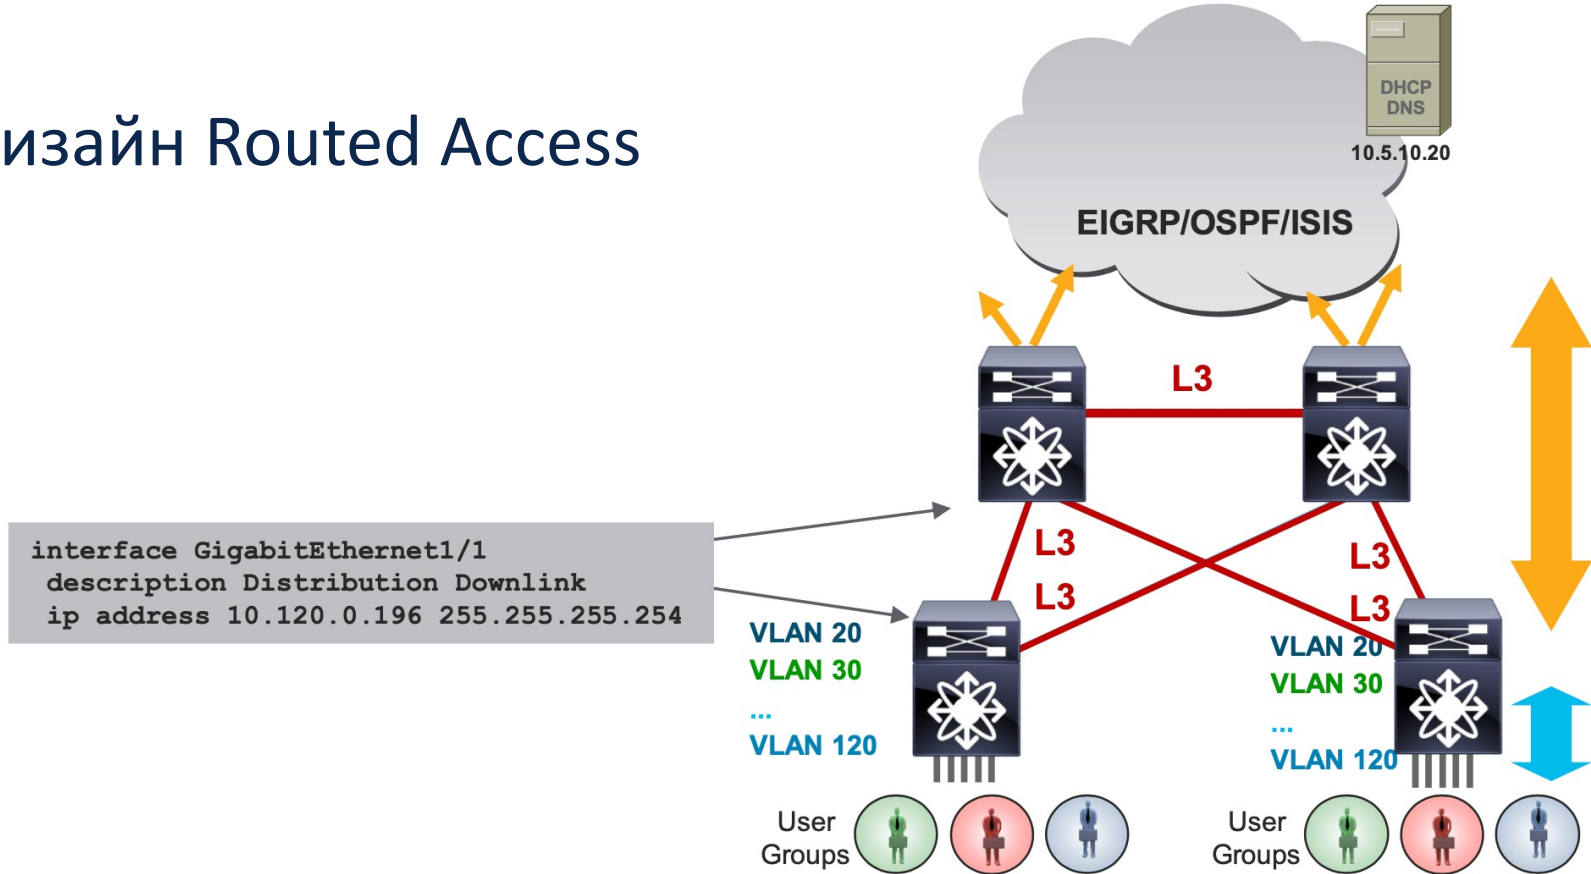 изайн Routed Access
DHCP
DNS
10.5.10.20
EIGRP/OSPF/ISIS
L3
interface GigabitEthernet1/1
description Distribution Downlink
ip address 10.120.0.196 255.255.255.254
L3
L3
L3
L3
VLAN 20
VLAN 30
...
VLAN 120
VLAN 20
VLAN 30
...
VLAN 120
User
Groups
User
Groups